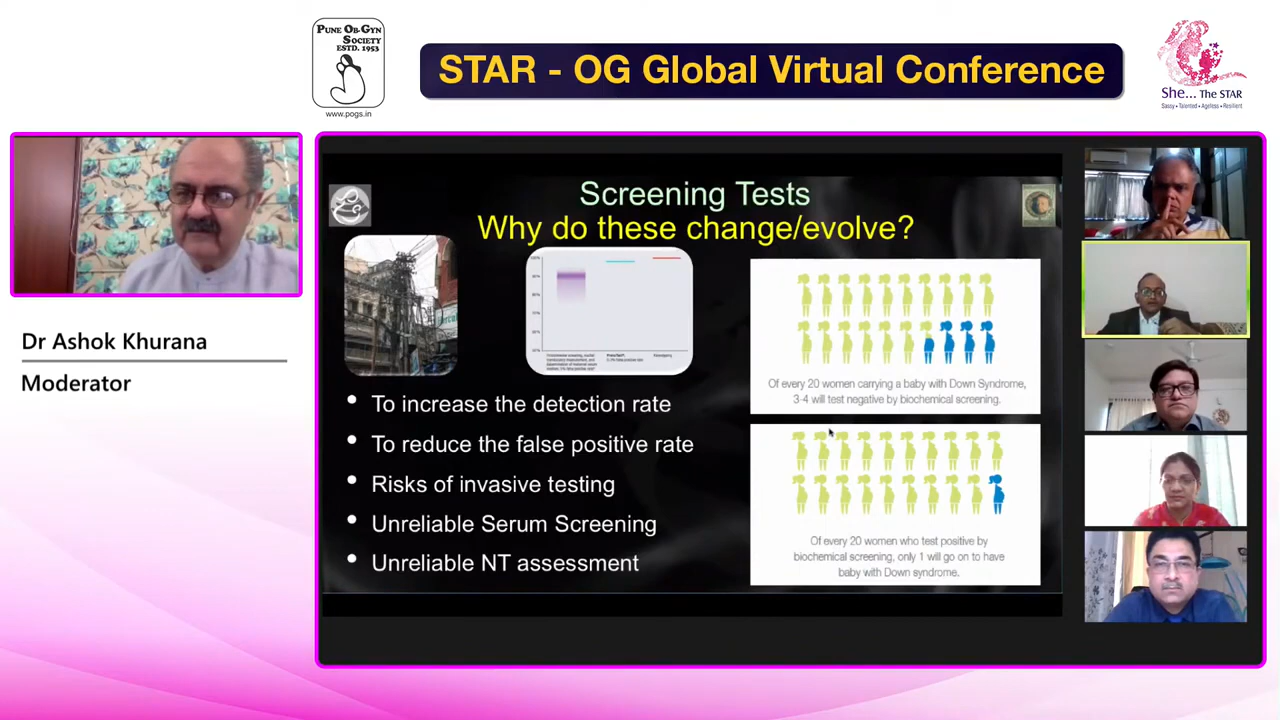 PUNE OB-GYN
SOCIETY
ESTD. 1953
www.pogs.in
STAR - OG Global Virtual Conference
She... THE STAR
Sassy • Talented • Ageless • Resilient
Dr Ashok Khurana
Moderator
Screening Tests
Why do these change/evolve?
• To increase the detection rate
• To reduce the false positive rate
• Risks of invasive testing
• Unreliable Serum Screening
• Unreliable NT assessment
Of every 20 women carrying a baby with Down Syndrome,
3-4 will test negative by biochemical screening.
Of every 20 women who test positive by
biochemical screening, only 1 will go on to have
baby with Down syndrome.